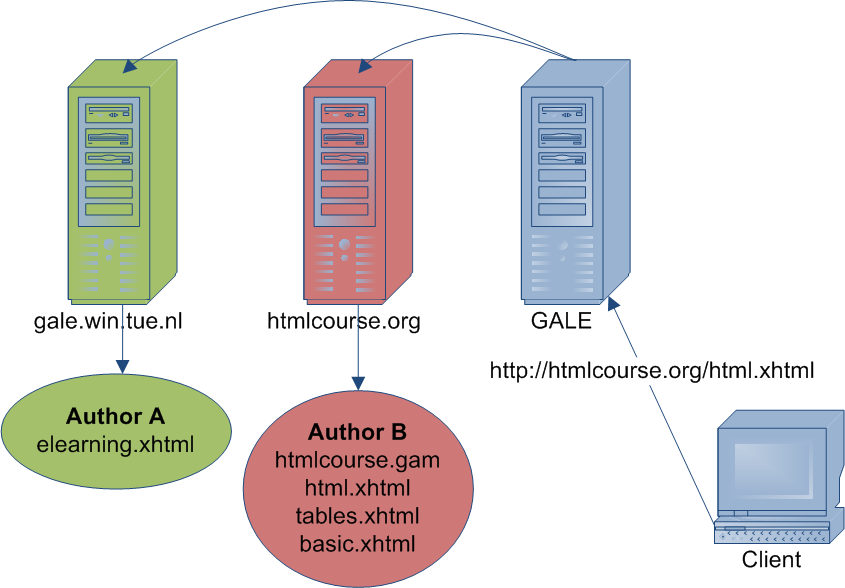 gale.win.tue.nl
htmlcourse.org
GALE
http://htmlcourse.org/html.xhtml
Author A
elearning.xhtml
Author B
htmlcourse.gam
html.xhtml
tables.xhtml
basic.xhtml
Client